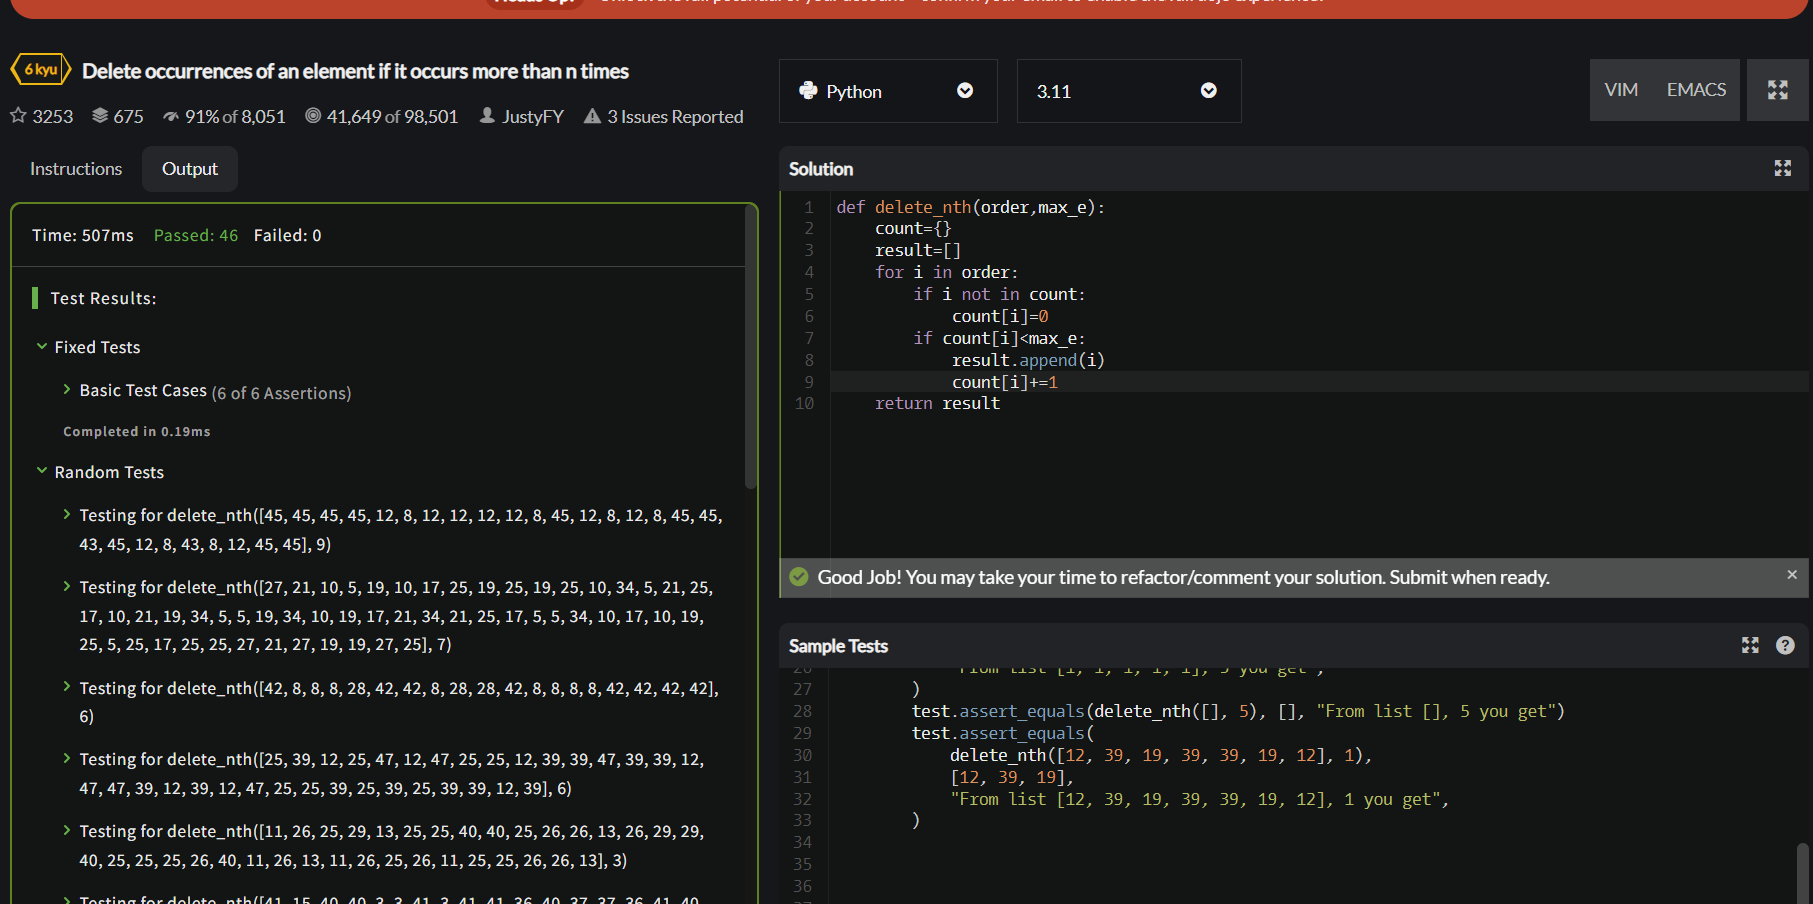 6 kyu
Delete occurrences of an element if it occurs more than n times
3253 675 91% of 8,051 41,649 of 98,501 JustyFY 3 Issues Reported
Instructions Output
Time: 507ms Passed: 46 Failed: 0
Test Results:
Fixed Tests
Basic Test Cases (6 of 6 Assertions)
Completed in 0.19ms
Random Tests
Testing for delete_nth([45, 45, 45, 45, 12, 8, 12, 12, 12, 12, 8, 45, 12, 8, 12, 8, 45, 45,
43, 45, 12, 8, 43, 8, 12, 45, 45], 9)
Testing for delete_nth([27, 21, 10, 5, 19, 10, 17, 25, 19, 25, 19, 25, 10, 34, 5, 21, 25,
17, 10, 21, 19, 34, 5, 5, 19, 34, 10, 19, 17, 21, 34, 21, 25, 17, 5, 5, 34, 10, 17, 10, 19,
25, 5, 25, 17, 25, 25, 27, 21, 27, 19, 19, 27, 25], 7)
Testing for delete_nth([42, 8, 8, 8, 28, 42, 42, 8, 28, 28, 42, 8, 8, 8, 8, 42, 42, 42, 42],
6)
Testing for delete_nth([25, 39, 12, 25, 47, 12, 47, 25, 25, 12, 39, 39, 47, 39, 39, 12,
47, 47, 39, 12, 39, 12, 47, 25, 25, 39, 25, 39, 25, 39, 39, 12, 39], 6)
Testing for delete_nth([11, 26, 25, 29, 13, 25, 25, 40, 40, 25, 26, 26, 13, 26, 29, 29,
40, 25, 25, 25, 26, 40, 11, 26, 13, 11, 26, 25, 26, 11, 25, 25, 26, 26, 13], 3)
Python
3.11
VIM EMACS
Solution
1 def delete_nth(order,max_e):
2 count={}
3 result=[]
4 for i in order:
5 if i not in count:
6 count[i]=0
7 if count[i]<max_e:
8 result.append(i)
9 count[i]+=1
10 return result
Good Job! You may take your time to refactor/comment your solution. Submit when ready.
Sample Tests
27 )
28 test.assert_equals(delete_nth([], 5), [], "From list [], 5 you get")
29 test.assert_equals(
30 delete_nth([12, 39, 19, 39, 39, 19, 12], 1),
31 [12, 39, 19],
32 "From list [12, 39, 19, 39, 39, 19, 12], 1 you get",
33 )
34
35
36